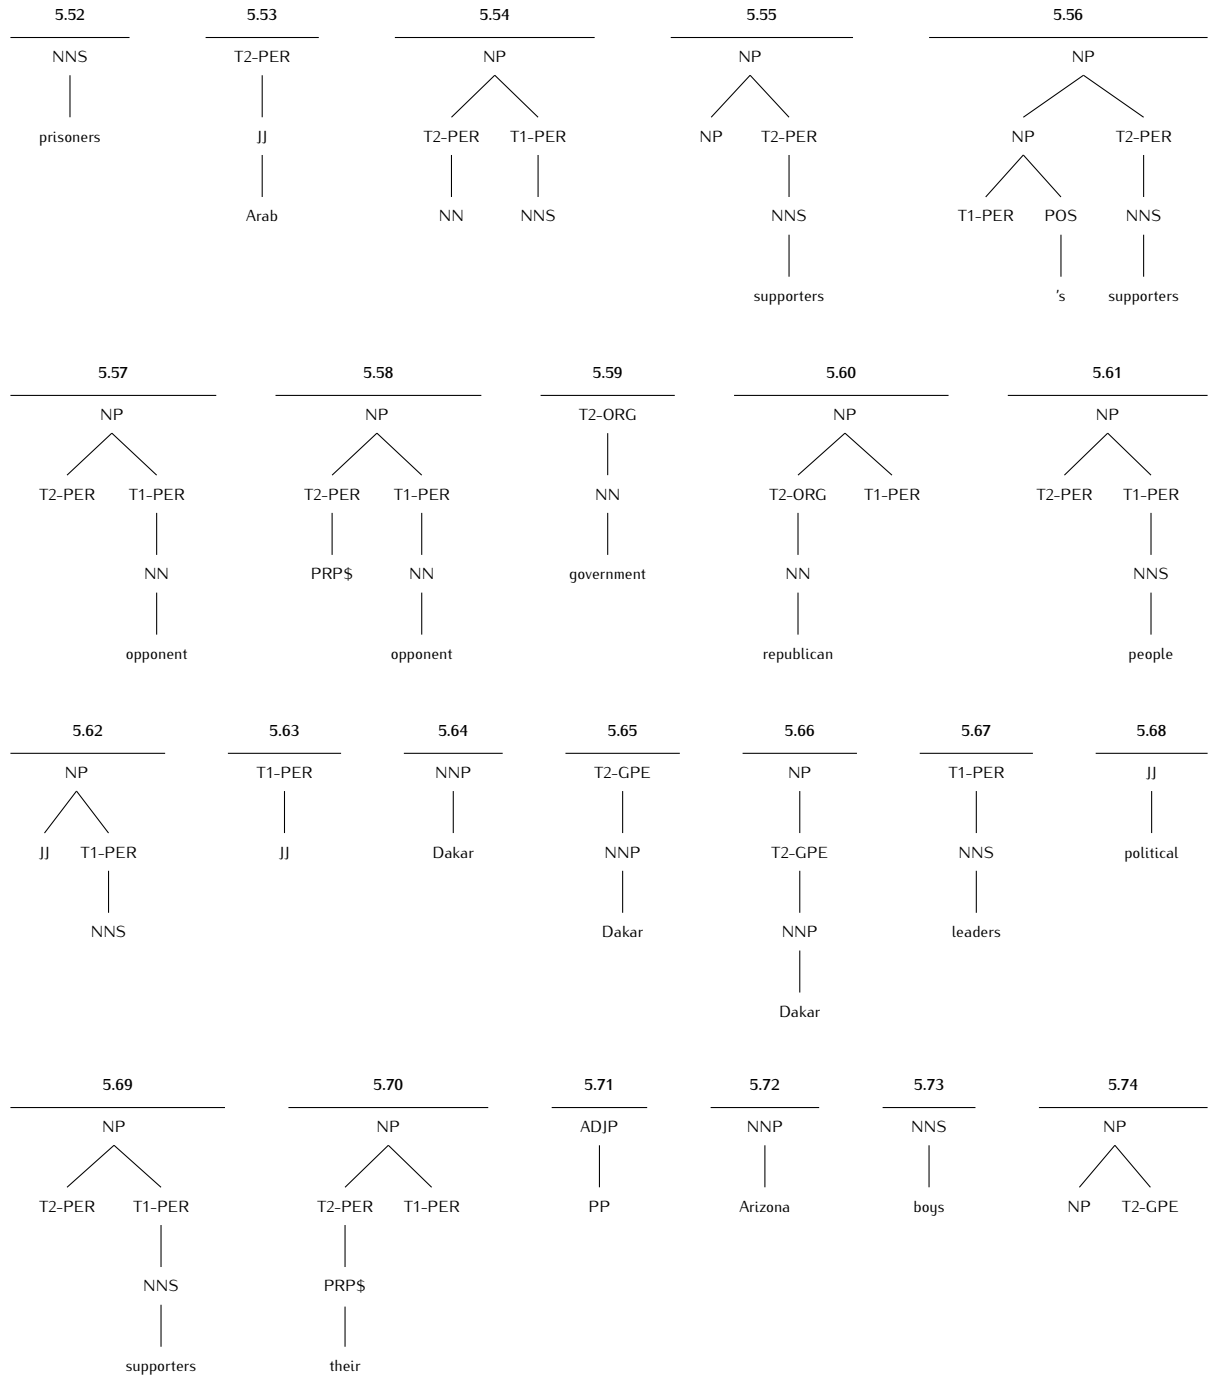 5.52 5.53 5.54 5.55 5.56
NNS T2-PER NP NP NP
prisoners JJ T2-PER T1-PER NP T2-PER NP T2-PER
Arab NN NNS NNS T1-PER POS NNS
supporters 's supporters
5.57 5.58 5.59 5.60 5.61
NP NP T2-ORG NP NP
T2-PER T1-PER T2-PER T1-PER NN T2-ORG T1-PER T2-PER T1-PER
NN PRP$ NN government NN NNS
opponent opponent republican people
5.62 5.63 5.64 5.65 5.66 5.67 5.68
NP T1-PER NNP T2-GPE NP T1-PER JJ
JJ T1-PER JJ Dakar NNP T2-GPE NNS political
NNS Dakar NNP leaders
Dakar
5.69 5.70 5.71 5.72 5.73 5.74
NP NP ADJP NNP NNS NP
T2-PER T1-PER T2-PER T1-PER PP Arizona boys NP T2-GPE
NNS PRP$
supporters their